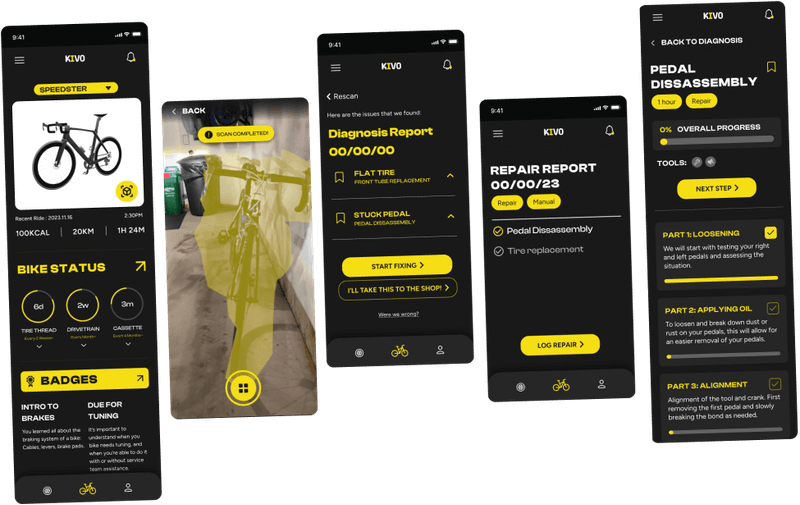 9:41
KIVO
SPEEDSTER
Recent Ride : 2023.11.16
2:30PM
100KCAL
20KM
1H 24M
BIKE STATUS
6d
2w
3m
TIRE THREAD
DRIVETRAIN
CASSETTE
Every 2 Weeks
Every Month
Every 4 Months
BADGES
INTRO TO
BRAKES
You learned all about the
braking system of a bike:
Cables, levers, brake pads.
DUE FOR
TUNING
It's important to
understand when you
bike needs tuning, and
when you're able to do it
with or without service
team assistance.
BACK
SCAN COMPLETED!
9:41
KIVO
Rescan
Here are the issues that we found:
Diagnosis Report
00/00/00
FLAT TIRE
FRONT TUBE REPLACEMENT
STUCK PEDAL
PEDAL DISSASEMBLY
START FIXING
I'LL TAKE THIS TO THE SHOP!
Were we wrong?
9:41
KIVO
REPAIR REPORT
00/00/23
Repair
Manual
Pedal Dissassembly
Tire replacement
LOG REPAIR
9:41
KIVO
BACK TO DIAGNOSIS
PEDAL
DISSASSEMBLY
1 hour
Repair
0% OVERALL PROGRESS
TOOLS:
NEXT STEP
PART 1: LOOSENING
We will start with testing your right
and left pedals and assessing the
situation.
PART 2: APPLYING OIL
To loosen and break down dust or
rust on your pedals, this will allow for
an easier removal of your pedals.
PART 3: ALIGNMENT
Alignment of the tool and crank. First
removing the first pedal and slowly
breaking the bond as needed.